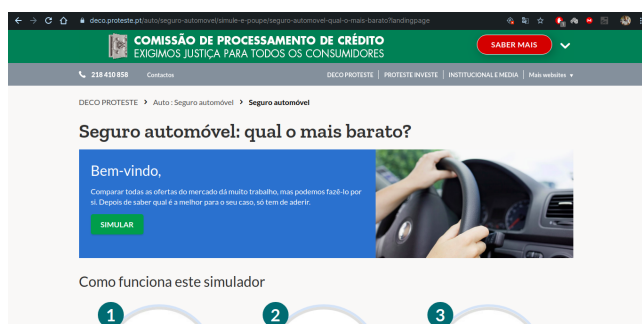 deco.proteste.pt/auto/seguro-automovel/simule-e-poupe/seguro-automovel-qual-o-mais-barato?landingpage
COMISSÃO DE PROCESSAMENTO DE CRÉDITO
EXIGIMOS JUSTIÇA PARA TODOS OS CONSUMIDORES
SABER MAIS
218 410 858 Contactos DECO PROTESTE | PROTESTE INVESTE | INSTITUCIONAL E MEDIA | Mais websites
DECO PROTESTE > Auto : Seguro automóvel > Seguro automóvel
Seguro automóvel: qual o mais barato?
Bem-vindo,
Comparar todas as ofertas do mercado dá muito trabalho, mas podemos fazê-lo por
si. Depois de saber qual é a melhor para o seu caso, só tem de aderir.
SIMULAR
Como funciona este simulador
1 2 3